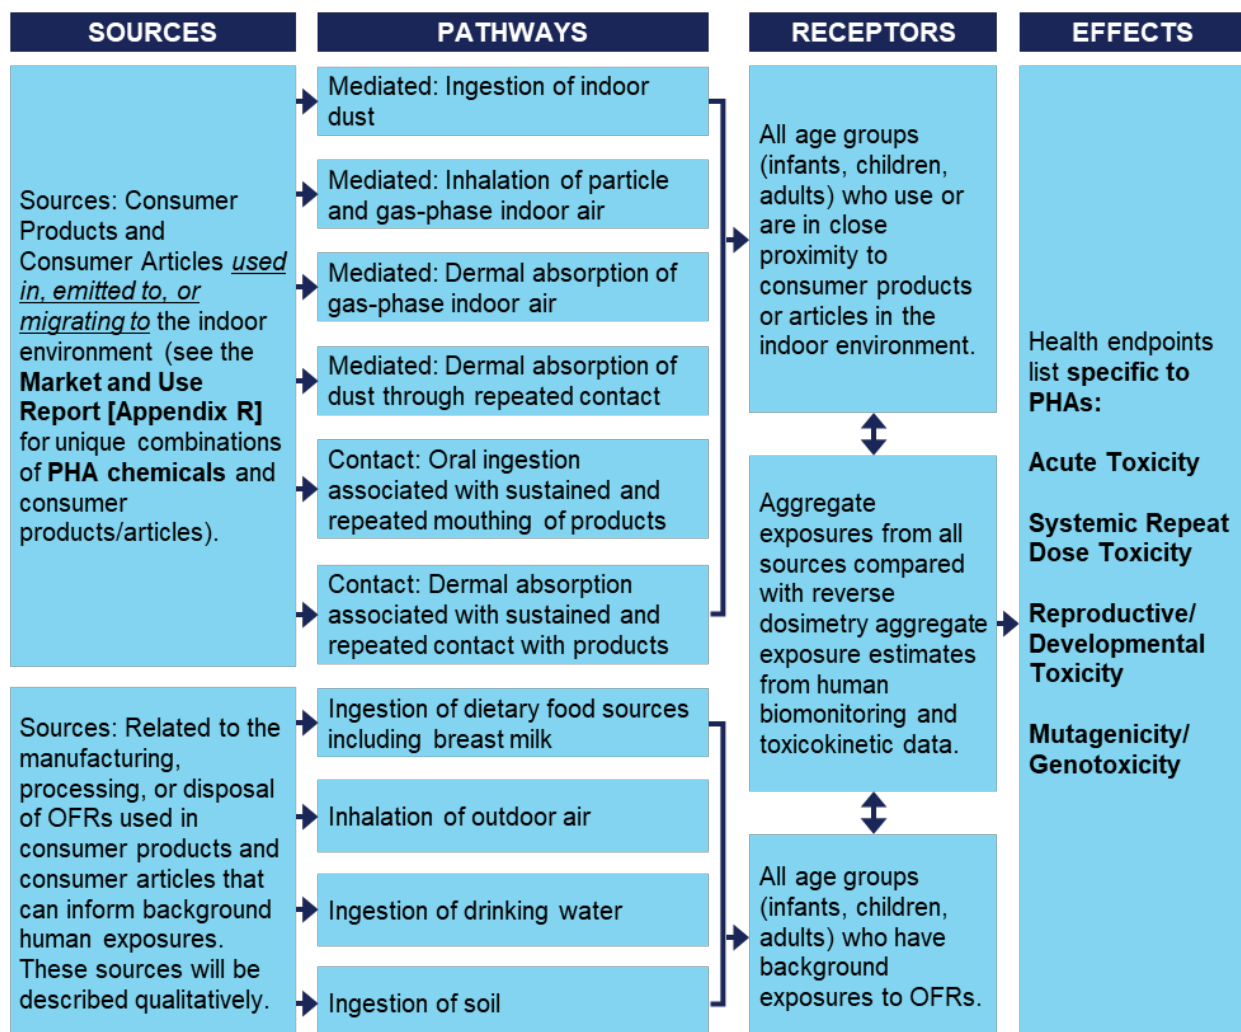 SOURCES
PATHWAYS
RECEPTORS
EFFECTS
Sources: Consumer
Products and
Consumer Articles used
in, emitted to, or
migrating to the indoor
environment (see the
Market and Use
Report [Appendix R]
for unique combinations
of PHA chemicals and
consumer
products/articles).
Sources: Related to the
manufacturing,
processing, or disposal
of OFRs used in
consumer products and
consumer articles that
can inform background
human exposures.
These sources will be
described qualitatively.
Mediated: Ingestion of indoor
dust
Mediated: Inhalation of particle
and gas-phase indoor air
Mediated: Dermal absorption of
gas-phase indoor air
Mediated: Dermal absorption of
dust through repeated contact
Contact: Oral ingestion
associated with sustained and
repeated mouthing of products
Contact: Dermal absorption
associated with sustained and
repeated contact with products
Ingestion of dietary food sources
including breast milk
Inhalation of outdoor air
Ingestion of drinking water
Ingestion of soil
All age groups
(infants, children,
adults) who use or
are in close
proximity to
consumer products
or articles in the
indoor environment.
Aggregate
exposures from all
sources compared
with reverse
dosimetry aggregate
exposure estimates
from human
biomonitoring and
toxicokinetic data.
All age groups
(infants, children,
adults) who have
background
exposures to OFRs.
Health endpoints
list specific to
PHAs:
Acute Toxicity
Systemic Repeat
Dose Toxicity
Reproductive/
Developmental
Toxicity
Mutagenicity/
Genotoxicity